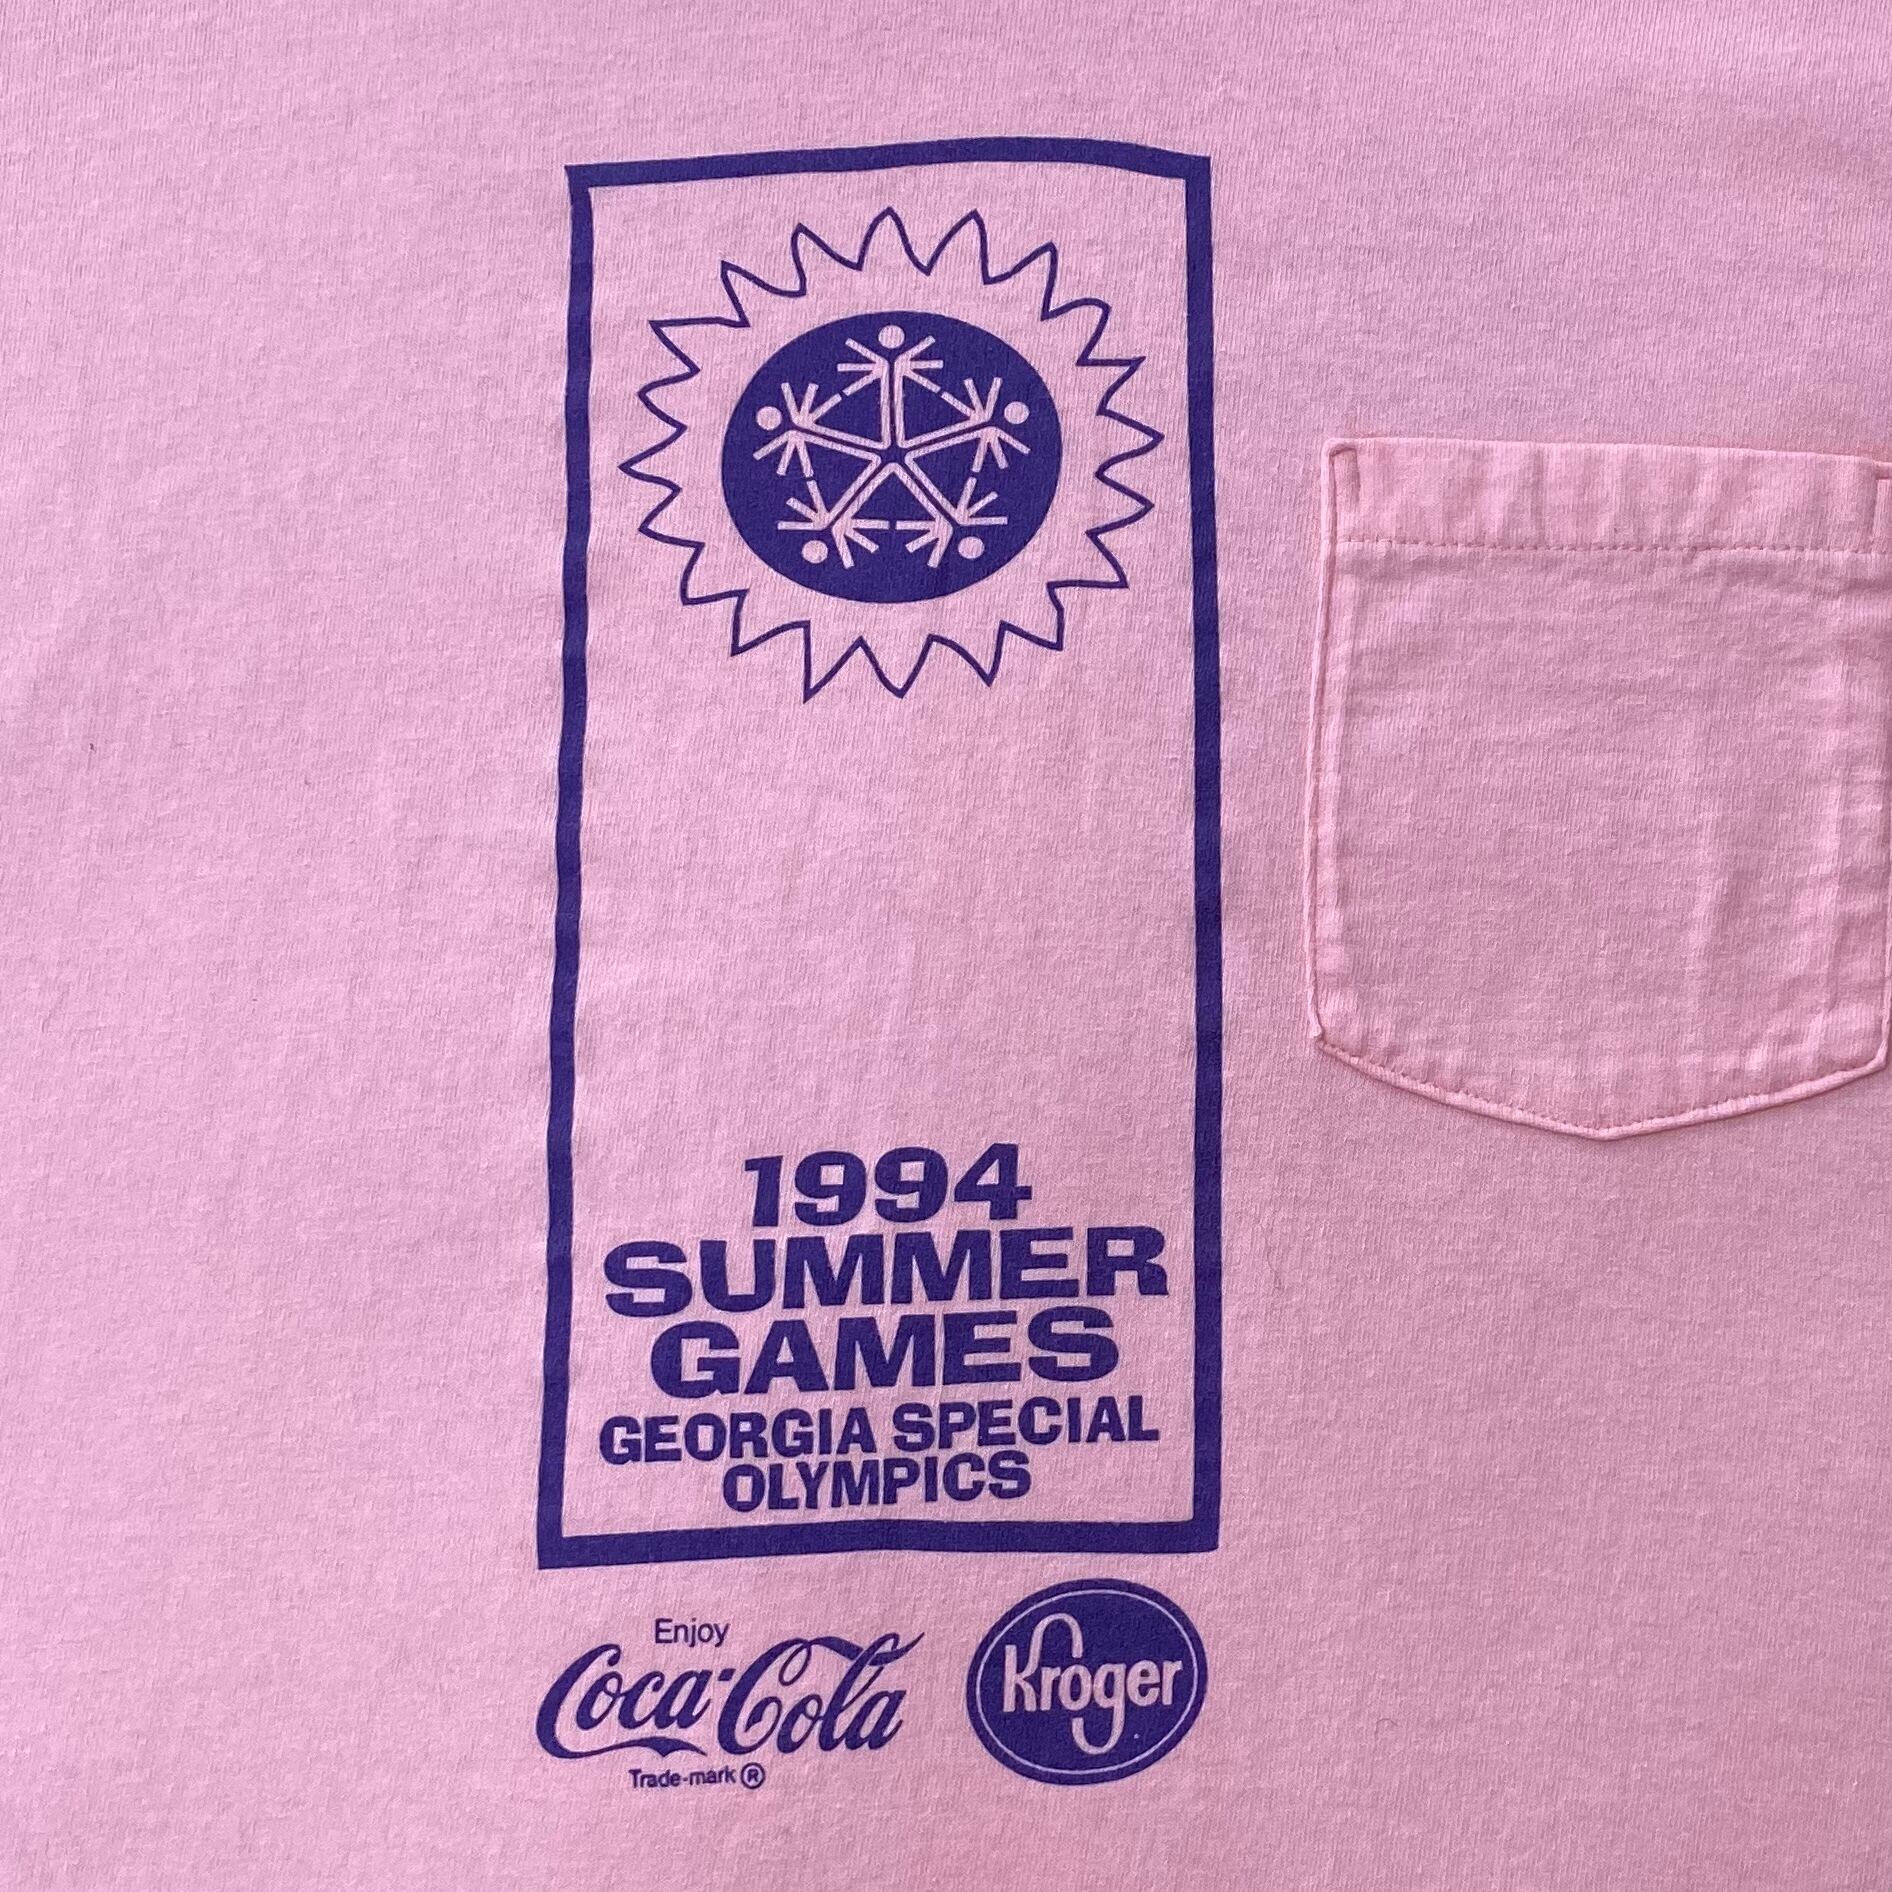 1994
SUMMER
GAMES
GEORGIA SPECIAL
OLYMPICS
Enjoy
Coca-Cola
Trade-mark ®
Kroger